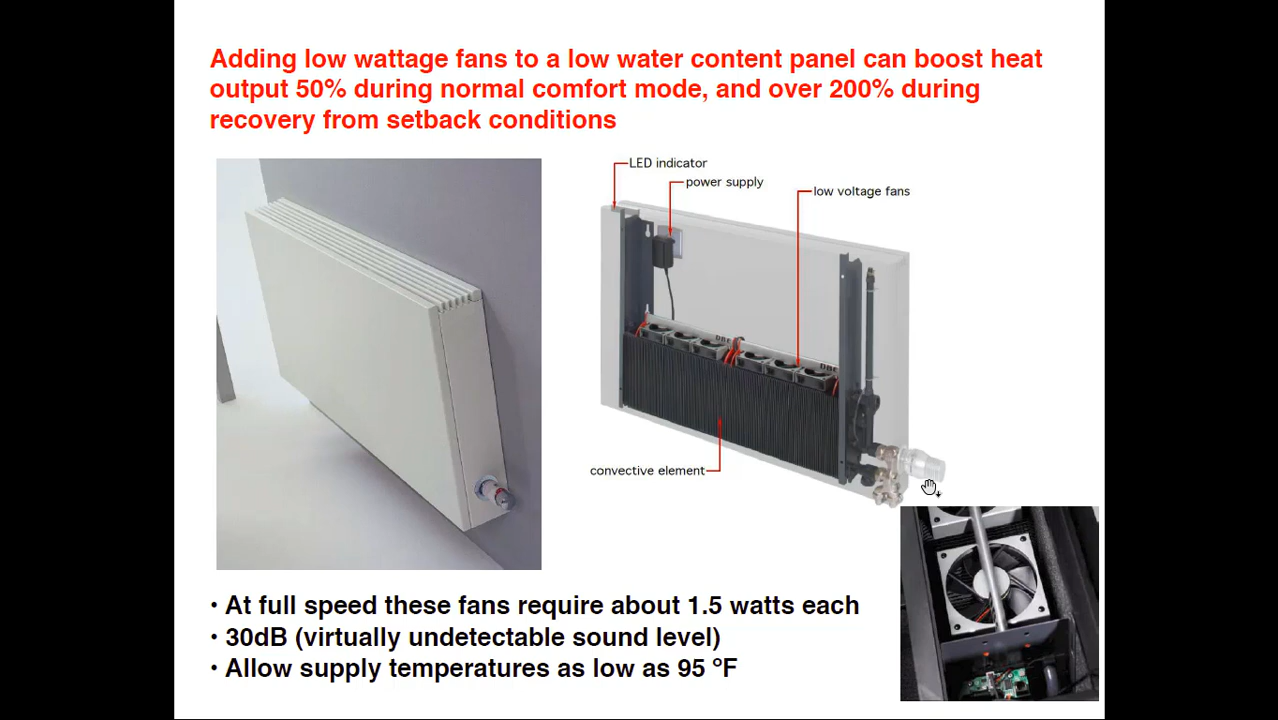 Adding low wattage fans to a low water content panel can boost heat
output 50% during normal comfort mode, and over 200% during
recovery from setback conditions
LED indicator
power supply
low voltage fans
DBE
DBE
convective element
• At full speed these fans require about 1.5 watts each
• 30dB (virtually undetectable sound level)
• Allow supply temperatures as low as 95 ºF